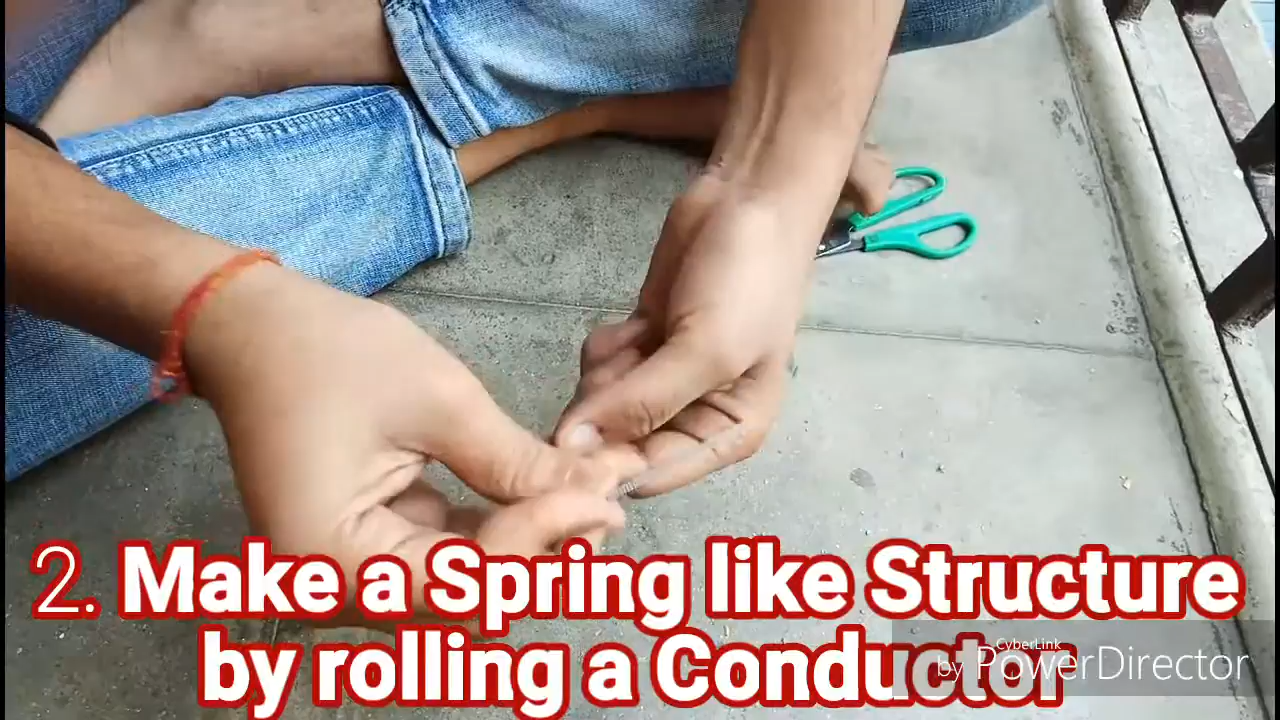 2. Make a Spring like Structure
by rolling a Conductor
CyberLink
by PowerDirector